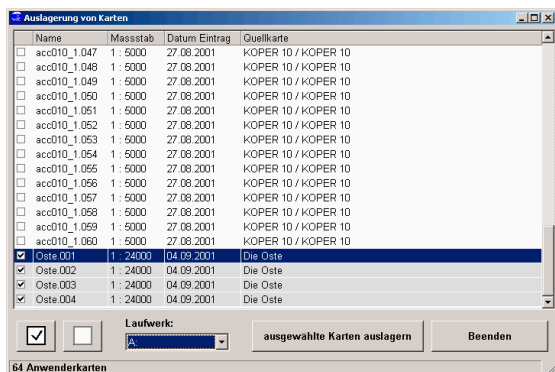 Auslagerung von Karten
Name Massstab Datum Eintrag Quellkarte
acc010_1.047 1 : 5000 27.08.2001 KOPER 10 / KOPER 10
acc010_1.048 1 : 5000 27.08.2001 KOPER 10 / KOPER 10
acc010_1.049 1 : 5000 27.08.2001 KOPER 10 / KOPER 10
acc010_1.050 1 : 5000 27.08.2001 KOPER 10 / KOPER 10
acc010_1.051 1 : 5000 27.08.2001 KOPER 10 / KOPER 10
acc010_1.052 1 : 5000 27.08.2001 KOPER 10 / KOPER 10
acc010_1.053 1 : 5000 27.08.2001 KOPER 10 / KOPER 10
acc010_1.054 1 : 5000 27.08.2001 KOPER 10 / KOPER 10
acc010_1.055 1 : 5000 27.08.2001 KOPER 10 / KOPER 10
acc010_1.056 1 : 5000 27.08.2001 KOPER 10 / KOPER 10
acc010_1.057 1 : 5000 27.08.2001 KOPER 10 / KOPER 10
acc010_1.058 1 : 5000 27.08.2001 KOPER 10 / KOPER 10
acc010_1.059 1 : 5000 27.08.2001 KOPER 10 / KOPER 10
acc010_1.060 1 : 5000 27.08.2001 KOPER 10 / KOPER 10
Oste.001 1 : 24000 04.09.2001 Die Oste
Oste.002 1 : 24000 04.09.2001 Die Oste
Oste.003 1 : 24000 04.09.2001 Die Oste
Oste.004 1 : 24000 04.09.2001 Die Oste
Laufwerk:
A:
ausgewählte Karten auslagern
Beenden
64 Anwenderkarten